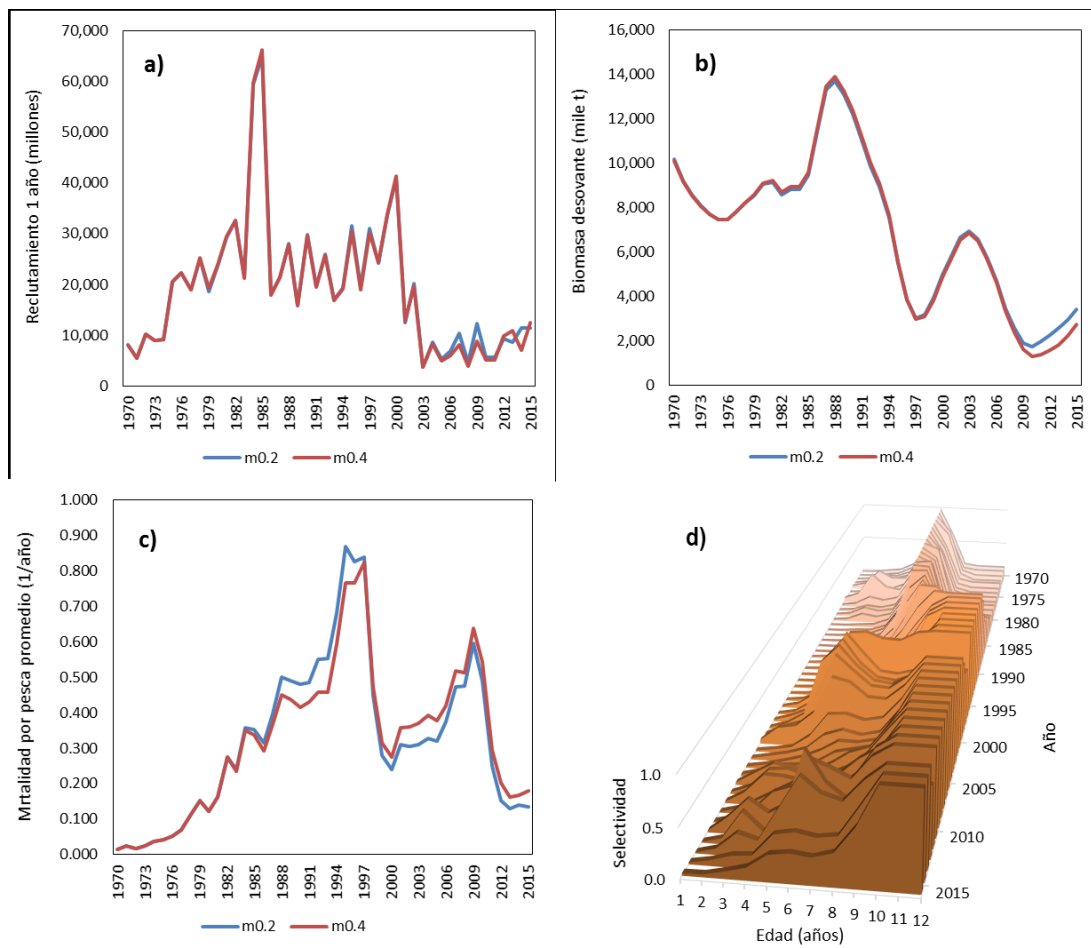 a)
Reclutamiento 1 año (millones)
70,000
60,000
50,000
40,000
30,000
20,000
10,000
0
1970 1973 1976 1979 1982 1985 1988 1991 1994 1997 2000 2003 2006 2009 2012 2015
m0.2 m0.4
b)
Biomasa desovante (mile t)
16,000
14,000
12,000
10,000
8,000
6,000
4,000
2,000
0
1970 1973 1976 1979 1982 1985 1988 1991 1994 1997 2000 2003 2006 2009 2012 2015
m0.2 m0.4
c)
Mrtalidad por pesca promedio (1/año)
1.000
0.900
0.800
0.700
0.600
0.500
0.400
0.300
0.200
0.100
0.000
1970 1973 1976 1979 1982 1985 1988 1991 1994 1997 2000 2003 2006 2009 2012 2015
m0.2 m0.4
d)
Selectividad
1.0
0.5
0.0
1 2 3 4 5 6 7 8 9 10 11 12
Edad (años)
1970
1975
1980
1985
1990
1995
2000
2005
2010
2015
Año